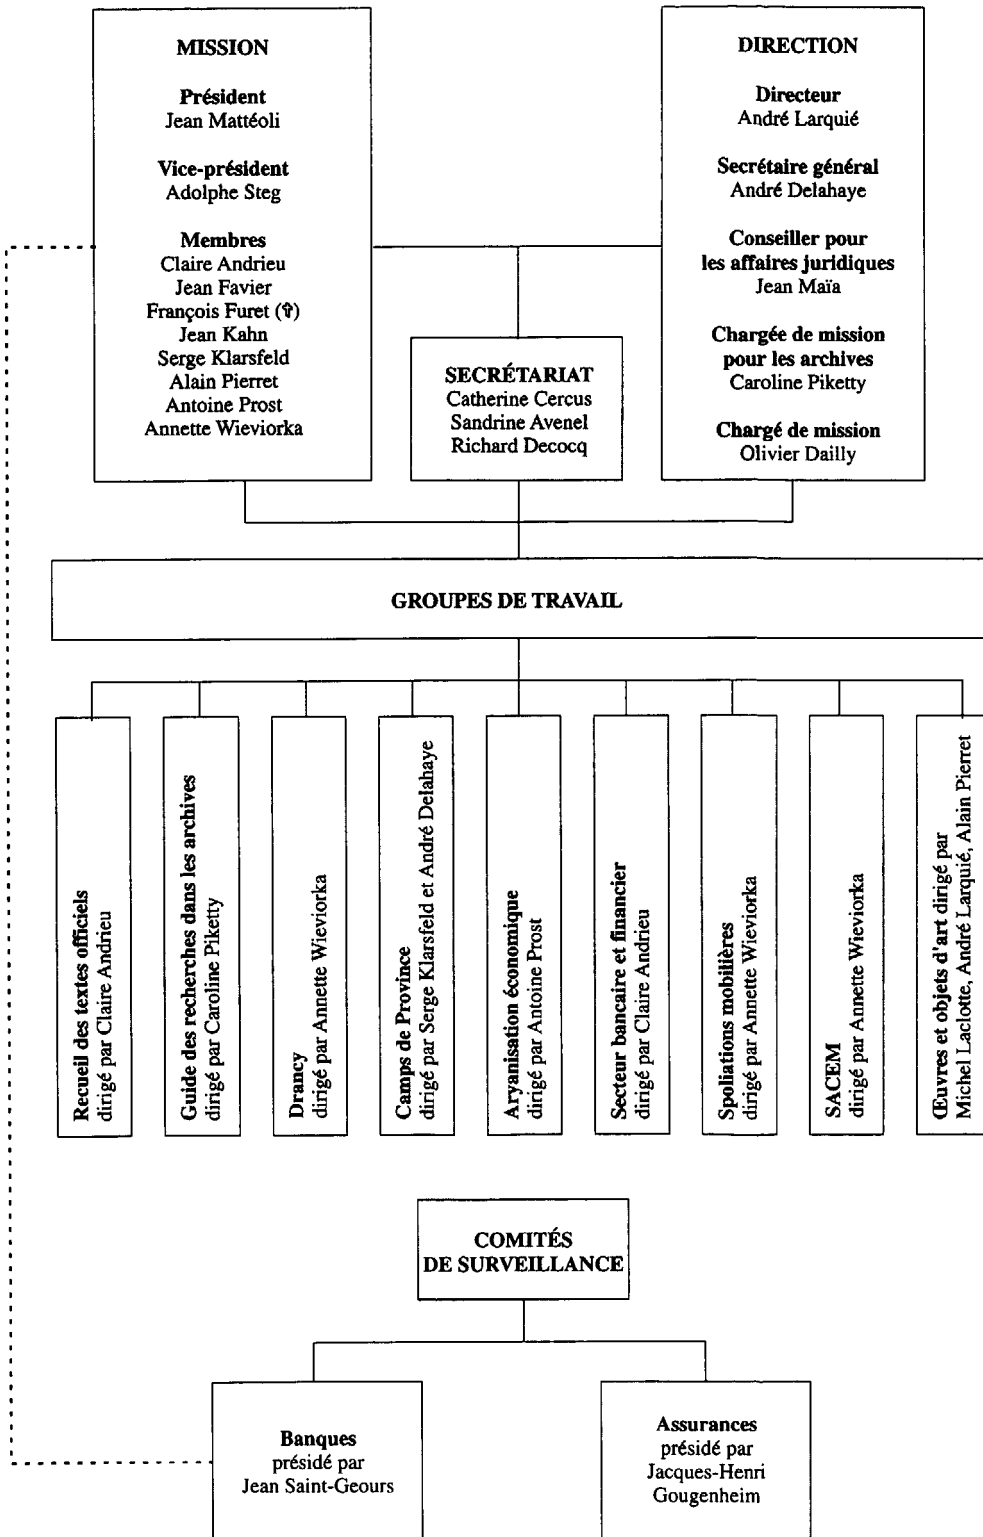 MISSION
Président
Jean Mattéoli
Vice-président
Adolphe Steg
Membres
Claire Andrieu
Jean Favier
François Furet (✞)
Jean Kahn
Serge Klarsfeld
Alain Pierret
Antoine Prost
Annette Wieviorka
SECRÉTARIAT
Catherine Cercus
Sandrine Avenel
Richard Decocq
DIRECTION
Directeur
André Larquié
Secrétaire général
André Delahaye
Conseiller pour
les affaires juridiques
Jean Maïa
Chargée de mission
pour les archives
Caroline Piketty
Chargé de mission
Olivier Dailly
GROUPES DE TRAVAIL
Recueil des textes officiels
dirigé par Claire Andrieu
Guide des recherches dans les archives
dirigé par Caroline Piketty
Drancy
dirigé par Annette Wieviorka
Camps de Province
dirigé par Serge Klarsfeld et André Delahaye
Aryanisation économique
dirigé par Antoine Prost
Secteur bancaire et financier
dirigé par Claire Andrieu
Spoliations mobilières
dirigé par Annette Wieviorka
SACEM
dirigé par Annette Wieviorka
Œuvres et objets d'art dirigé par
Michel Laclotte, André Larquié, Alain Pierret
COMITÉS
DE SURVEILLANCE
Banques
présidé par
Jean Saint-Geours
Assurances
présidé par
Jacques-Henri
Gougenheim